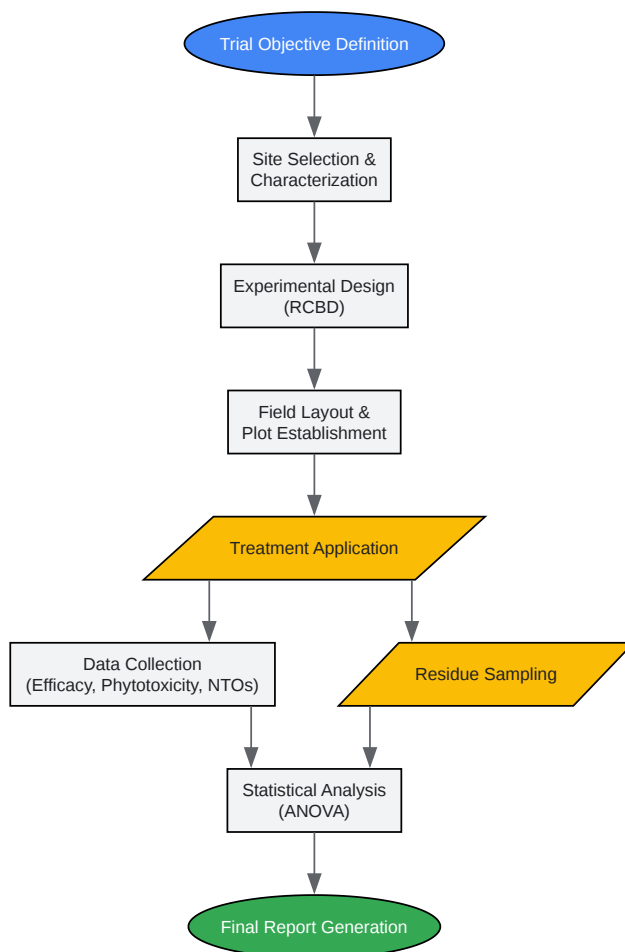 Trial Objective Definition
Site Selection &
Characterization
Experimental Design
(RCBD)
Field Layout &
Plot Establishment
Treatment Application
Data Collection
(Efficacy, Phytotoxicity, NTOs)
Residue Sampling
Statistical Analysis
(ANOVA)
Final Report Generation